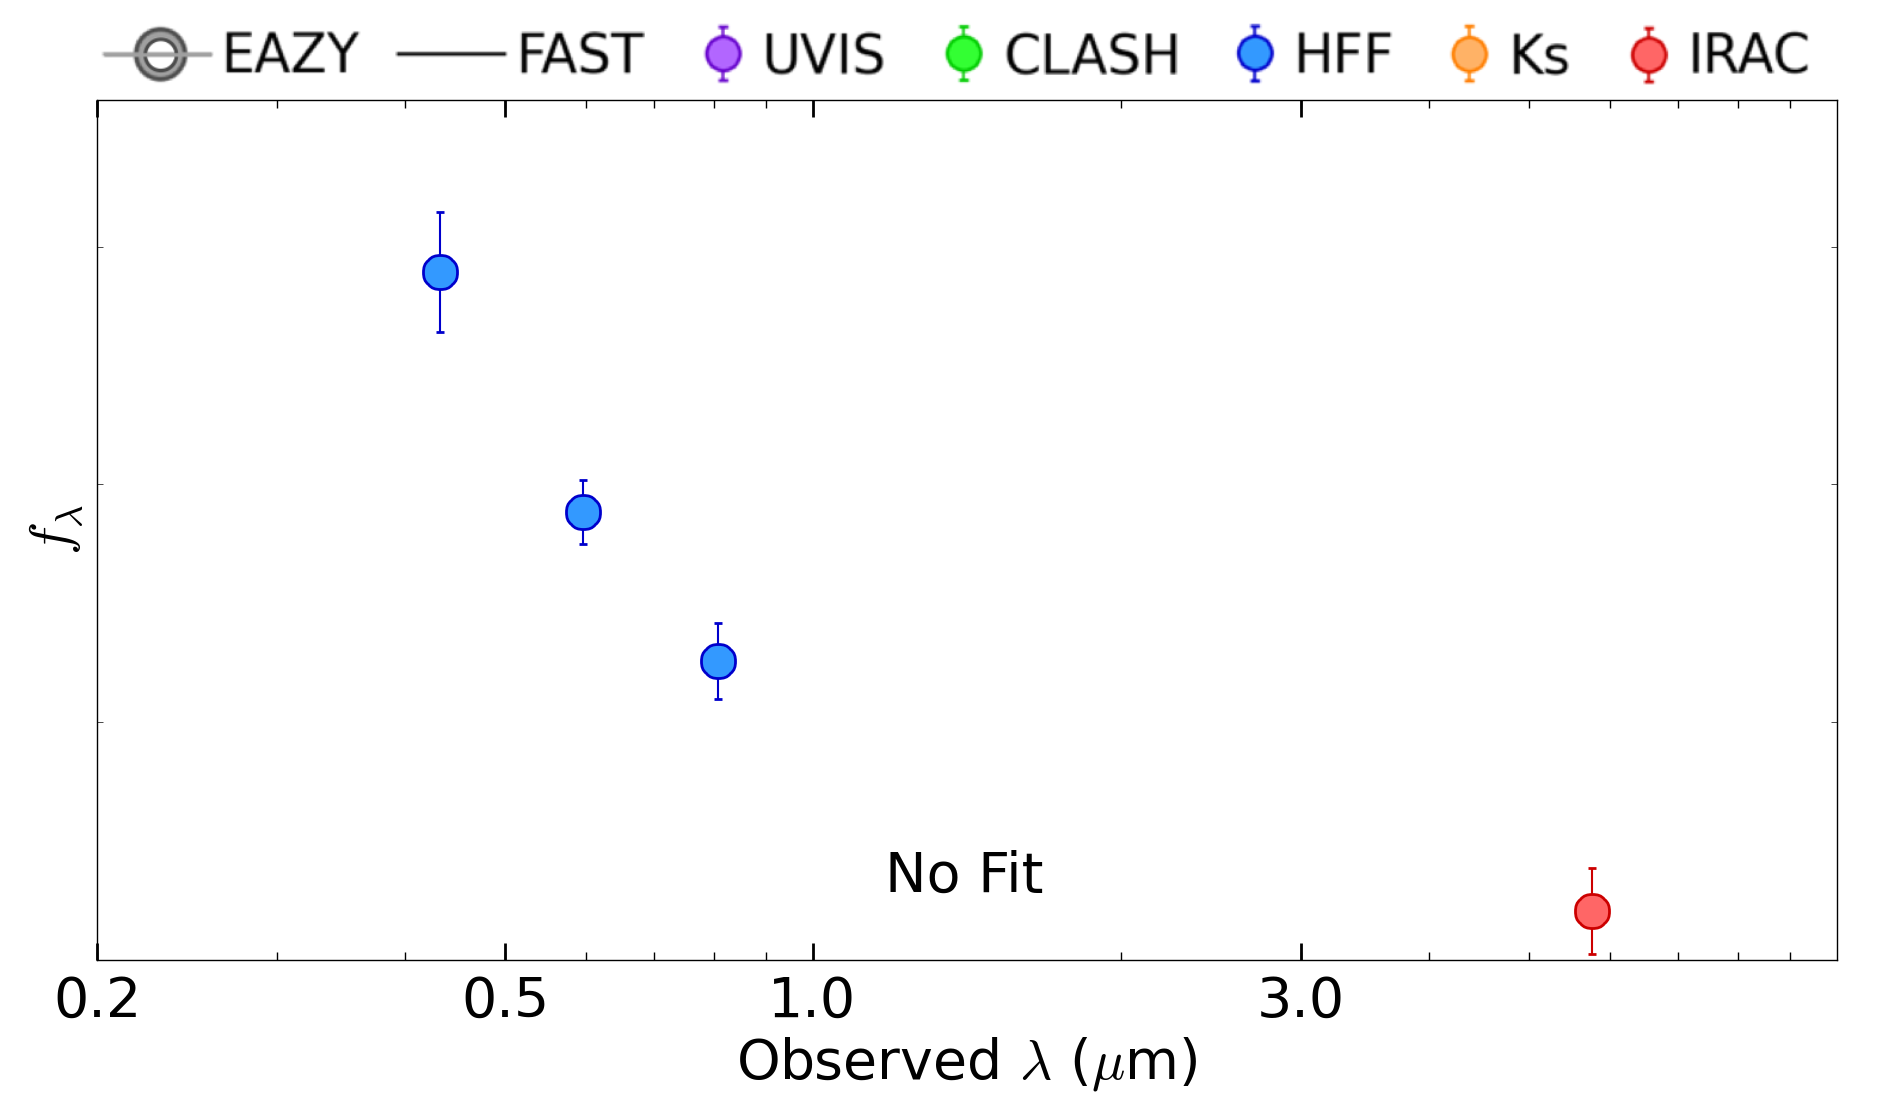 EAZY FAST UVIS CLASH HFF Ks IRAC
f_λ
No Fit
0.2 0.5 1.0 3.0
Observed λ (μm)